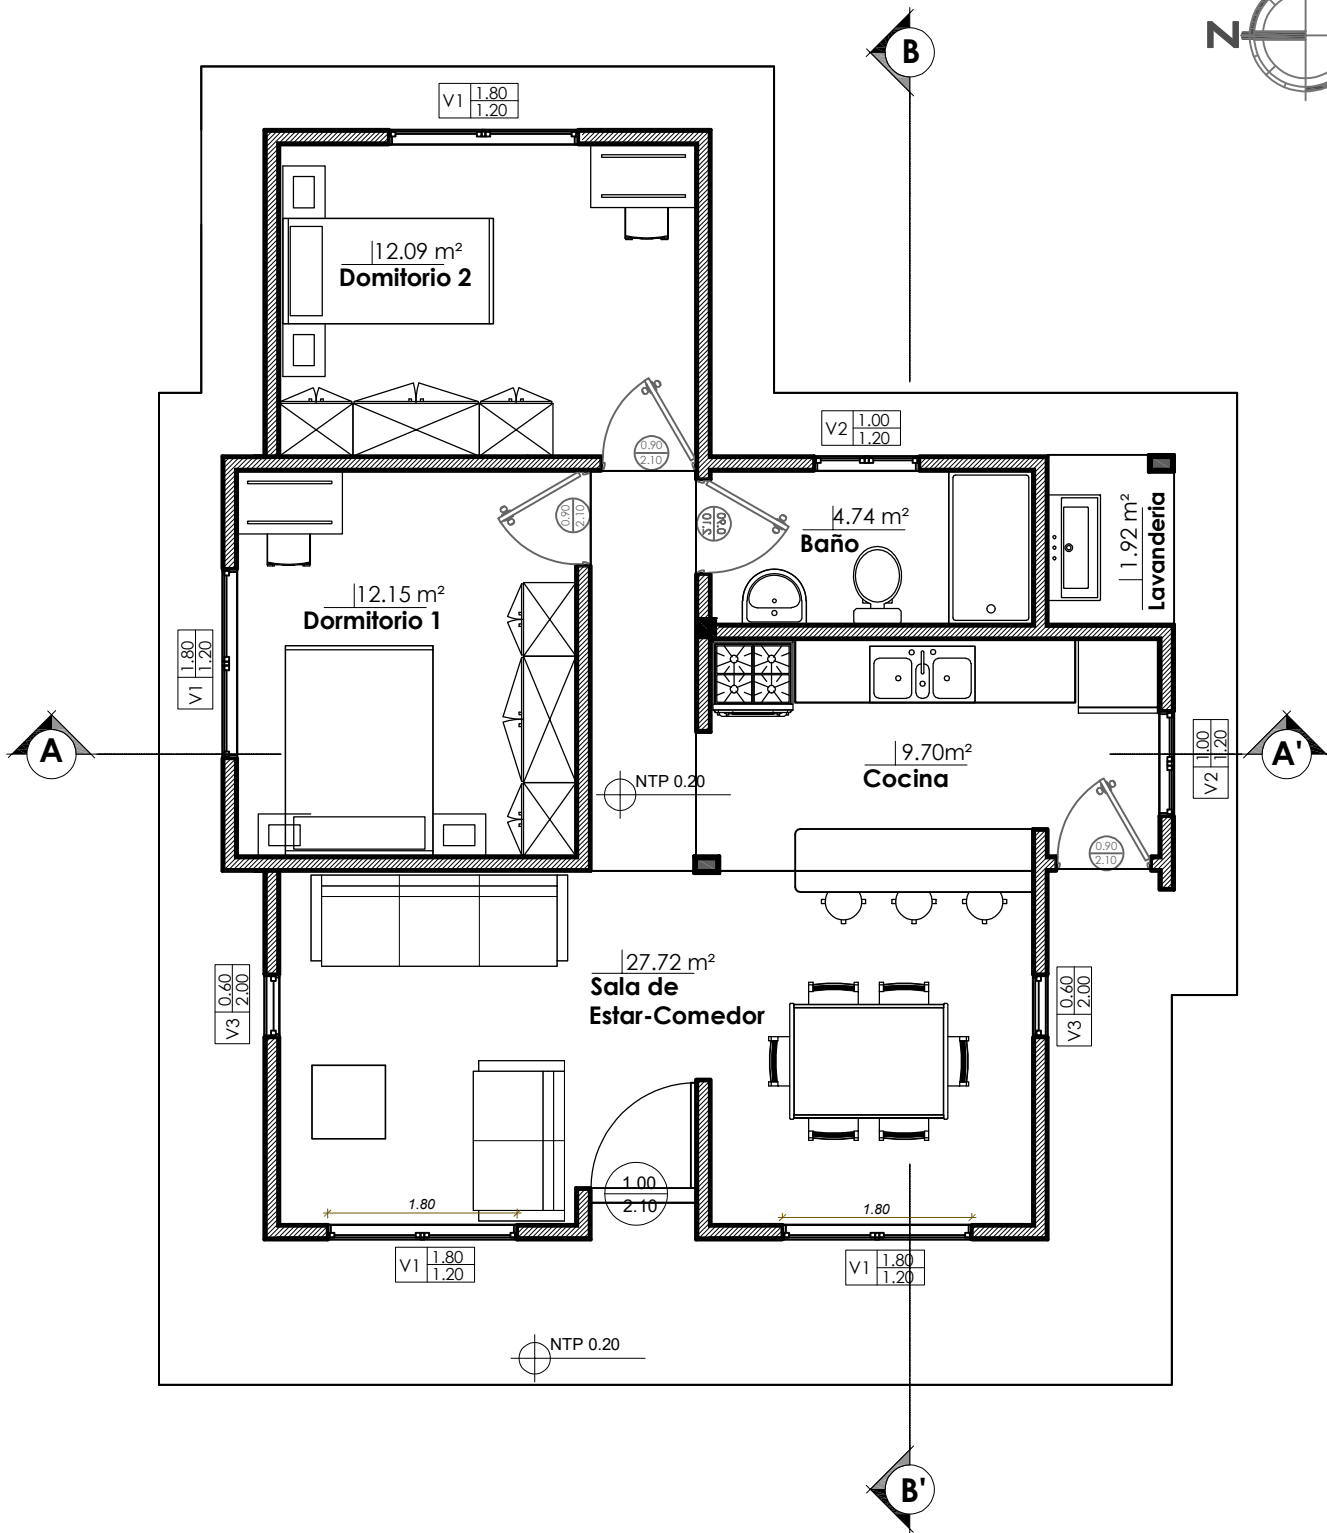 B
N
V1 1.80
1.20
12.09 m²
Domitorio 2
0.90
2.10
V2 1.00
1.20
0.90
2.10
0.90
2.10
4.74 m²
Baño
1.92 m²
Lavanderia
12.15 m²
Dormitorio 1
V1 1.80
1.20
A
9.70m²
Cocina
V2 1.00
1.20
A'
NTP 0.20
0.90
2.10
27.72 m²
Sala de
Estar-Comedor
V3 0.60
2.00
V3 0.60
2.00
1.00
2.10
1.80
1.80
V1 1.80
1.20
V1 1.80
1.20
NTP 0.20
B'